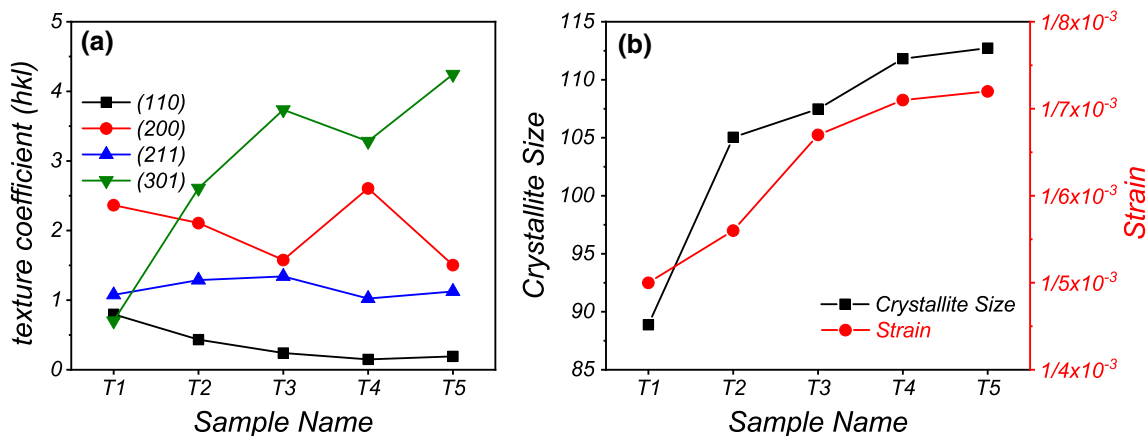 (a)
texture coefficient (hkl)
5
4
3
2
1
0
(110)
(200)
(211)
(301)
T1 T2 T3 T4 T5
Sample Name
(b)
Crystallite Size
115
113
110
105
100
95
90
85
Crystallite Size
Strain
T1 T2 T3 T4 T5
Sample Name
1/8x10⁻³
1/7x10⁻³
1/6x10⁻³
1/5x10⁻³
1/4x10⁻³
Strain